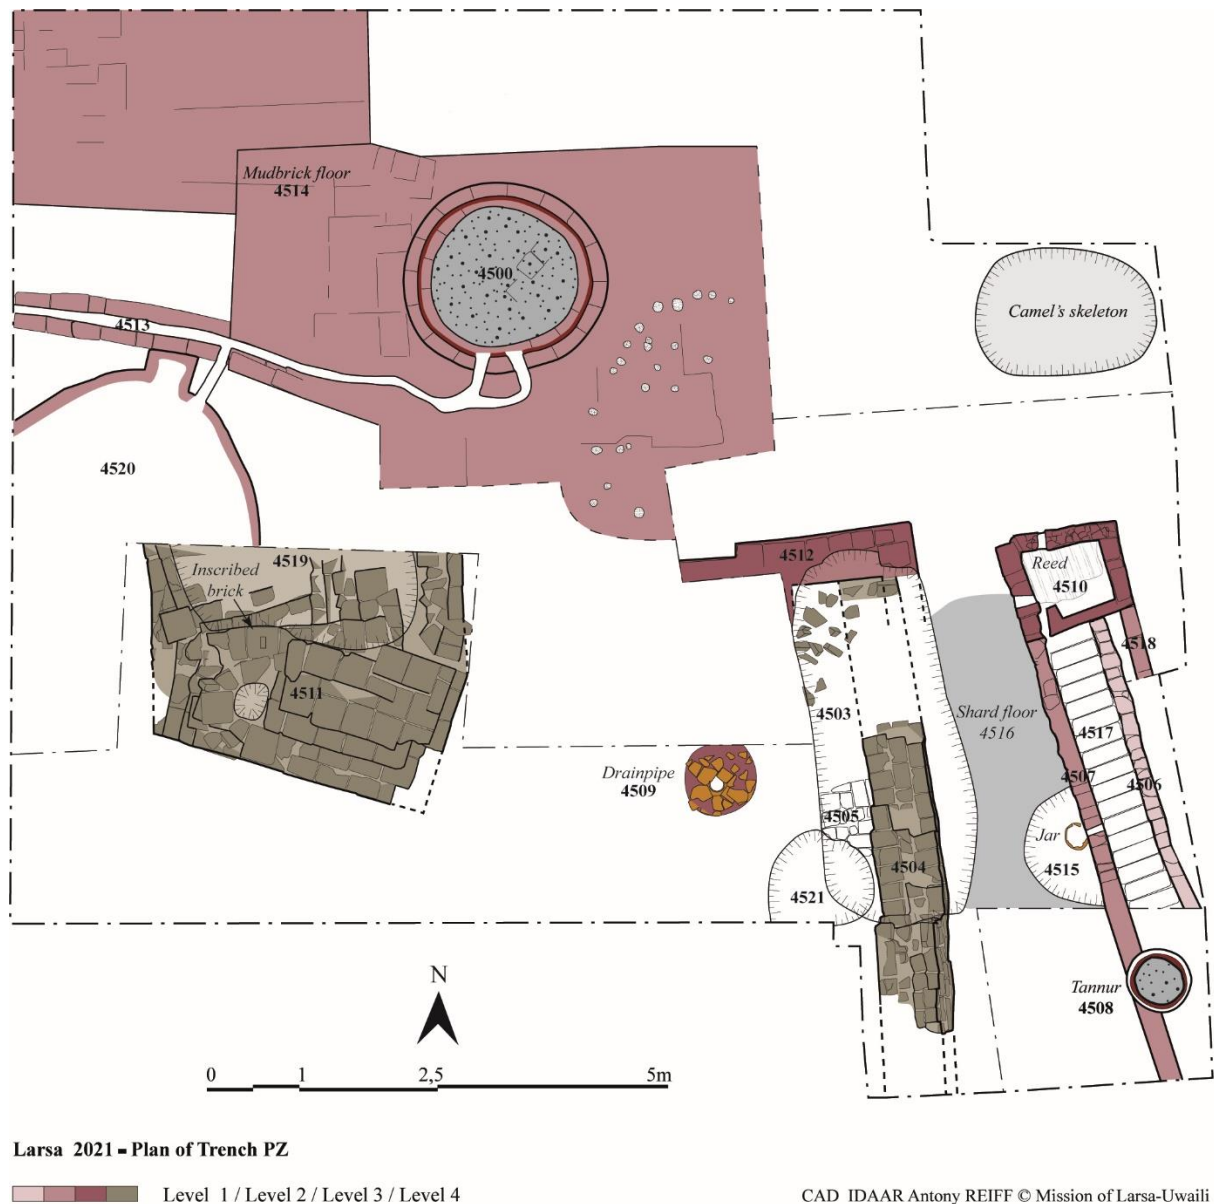 Mudbrick floor
4514
4500
Camel's skeleton
4513
4520
4519
Inscribed
brick
4512
Reed
4510
4518
4511
4503
Shard floor
4516
4517
4507
4506
Drainpipe
4509
4505
Jar
4515
4504
4521
Tannur
4508
N
0 1 2,5 5m
Larsa 2021 - Plan of Trench PZ
Level 1 / Level 2 / Level 3 / Level 4
CAD IDAAR Antony REIFF © Mission of Larsa-Uwaili